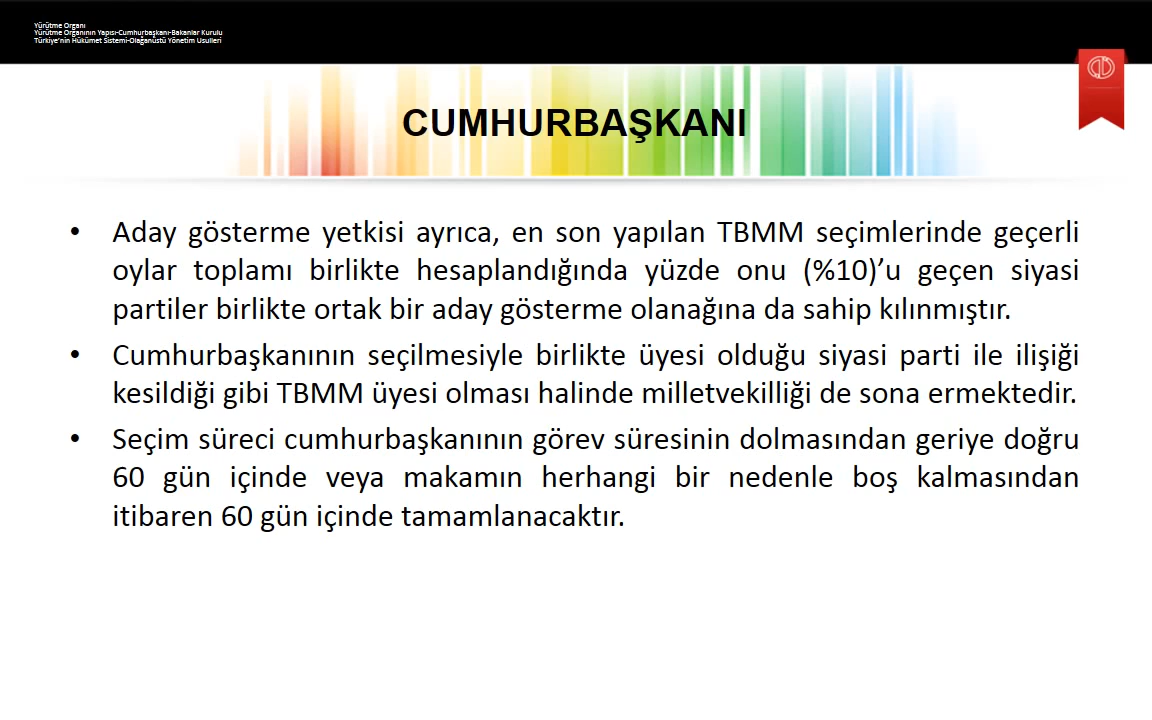 Yürütme Organı
Yürütme Organının Yapısı-Cumhurbaşkanı-Bakanlar Kurulu
Türkiye'nin Hükümet Sistemi-Olağanüstü Yönetim Usulleri
CUMHURBAŞKANI
• Aday gösterme yetkisi ayrıca, en son yapılan TBMM seçimlerinde geçerli
oylar toplamı birlikte hesaplandığında yüzde onu (%10)’u geçen siyasi
partiler birlikte ortak bir aday gösterme olanağına da sahip kılınmıştır.
• Cumhurbaşkanının seçilmesiyle birlikte üyesi olduğu siyasi parti ile ilişiği
kesildiği gibi TBMM üyesi olması halinde milletvekilliği de sona ermektedir.
• Seçim süreci cumhurbaşkanının görev süresinin dolmasından geriye doğru
60 gün içinde veya makamın herhangi bir nedenle boş kalmasından
itibaren 60 gün içinde tamamlanacaktır.